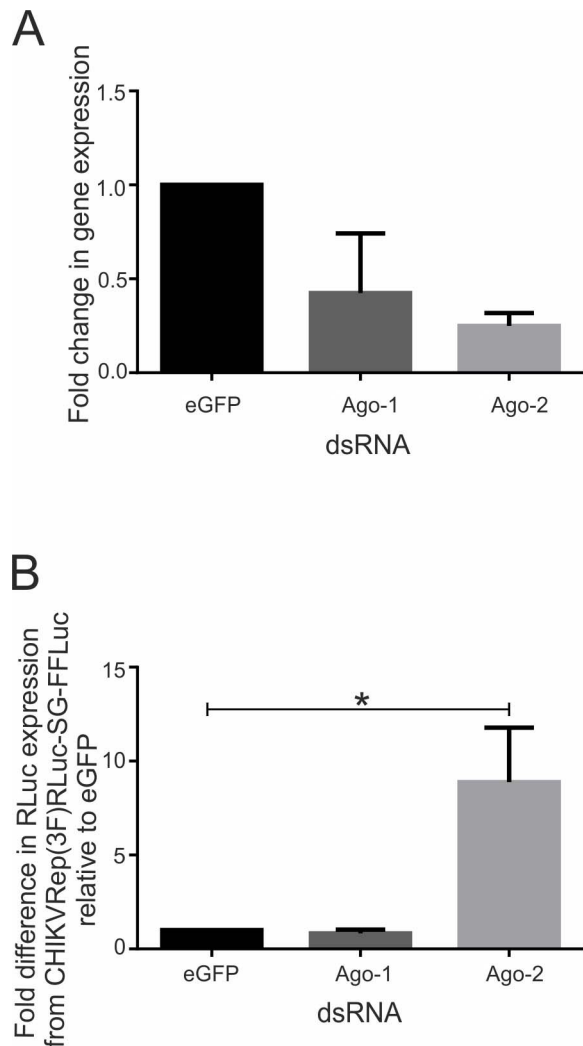 A
Fold change in gene expression
1.5
1.0
0.5
0.0
eGFP Ago-1 Ago-2
dsRNA
B
Fold difference in RLuc expression
from CHIKVRep(3F)RLuc-SG-FFLuc
relative to eGFP
15
10
5
0
*
eGFP Ago-1 Ago-2
dsRNA